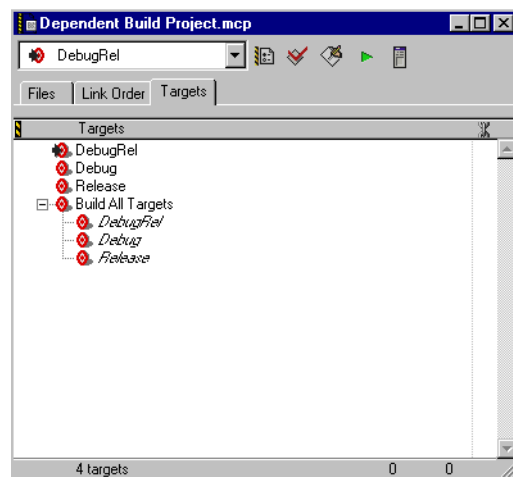 Dependent Build Project.mcp
DebugRel
Files Link Order Targets
Targets
DebugRel
Debug
Release
Build All Targets
DebugRel
Debug
Release
4 targets 0 0